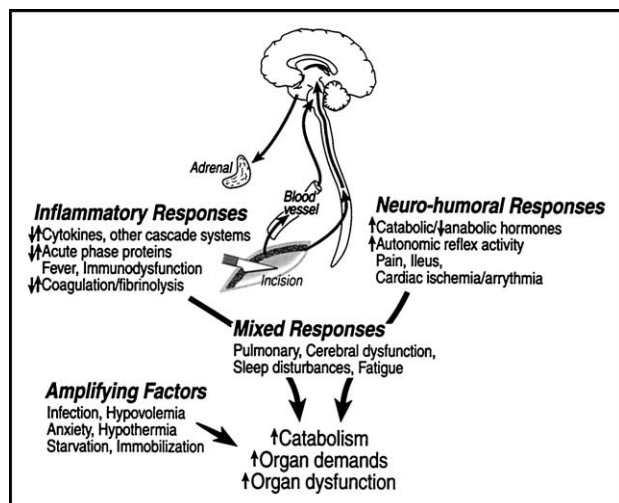 Adrenal
Blood
vessel
Incision
Inflammatory Responses
↓↑Cytokines, other cascade systems
↓↑Acute phase proteins
Fever, Immunodysfunction
↓↑Coagulation/fibrinolysis
Neuro-humoral Responses
↑Catabolic/↓anabolic hormones
↑Autonomic reflex activity
Pain, Ileus,
Cardiac ischemia/arrytmia
Mixed Responses
Pulmonary, Cerebral dysfunction,
Sleep disturbances, Fatigue
Amplifying Factors
Infection, Hypovolemia
Anxiety, Hypothermia
Starvation, Immobilization
↑Catabolism
↑Organ demands
↑Organ dysfunction